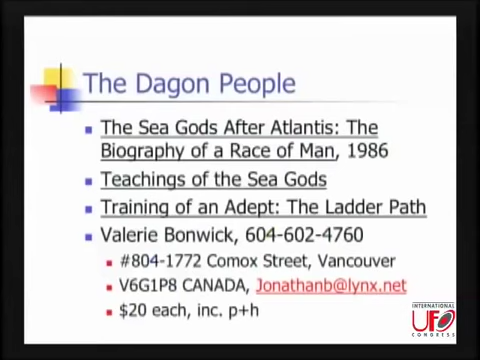 The Dagon People
The Sea Gods After Atlantis: The
Biography of a Race of Man, 1986
Teachings of the Sea Gods
Training of an Adept: The Ladder Path
Valerie Bonwick, 604-602-4760
#804-1772 Comox Street, Vancouver
V6G1P8 CANADA, Jonathanb@lynx.net
$20 each, inc. p+h
INTERNATIONAL
UFO
CONGRESS